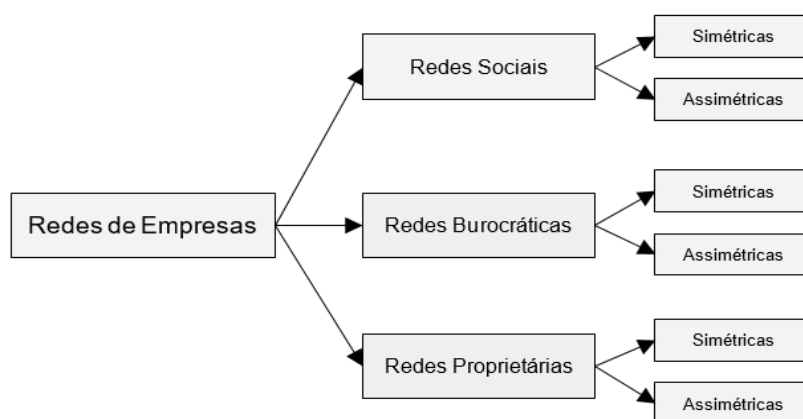 Redes de Empresas
Redes Sociais
Simétricas
Assimétricas
Redes Burocráticas
Simétricas
Assimétricas
Redes Proprietárias
Simétricas
Assimétricas